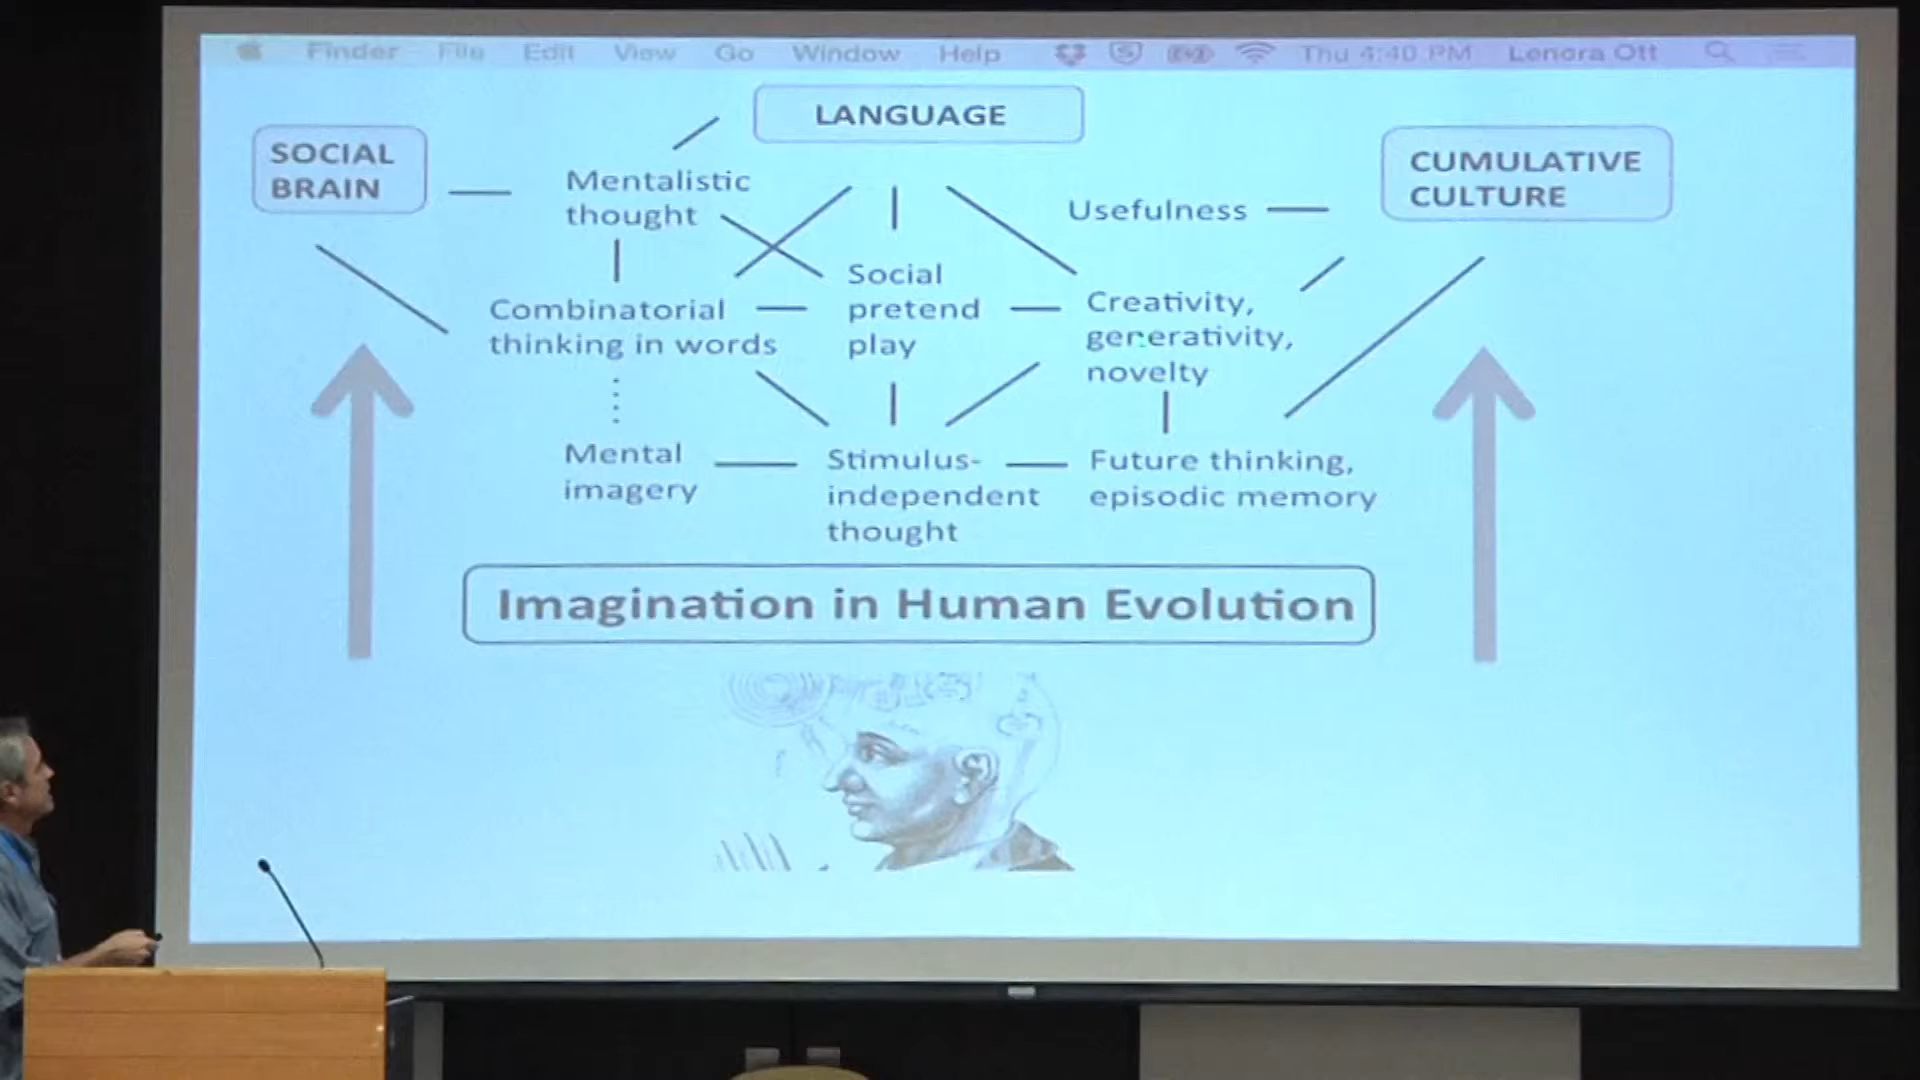 Finder File Edit View Go Window Help Thu 4:40 PM Lenora Ott
LANGUAGE
SOCIAL
BRAIN
Mentalistic
thought
Usefulness
CUMULATIVE
CULTURE
Combinatorial
thinking in words
Social
pretend
play
Creativity,
generativity,
novelty
Mental
imagery
Stimulus-
independent
thought
Future thinking,
episodic memory
Imagination in Human Evolution